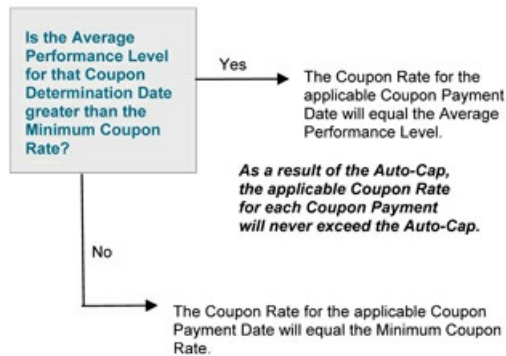 Is the Average
Performance Level
for that Coupon
Determination Date
greater than the
Minimum Coupon
Rate?
Yes
The Coupon Rate for the
applicable Coupon Payment
Date will equal the Average
Performance Level.
As a result of the Auto-Cap,
the applicable Coupon Rate
for each Coupon Payment
will never exceed the Auto-Cap.
No
The Coupon Rate for the applicable Coupon
Payment Date will equal the Minimum Coupon
Rate.